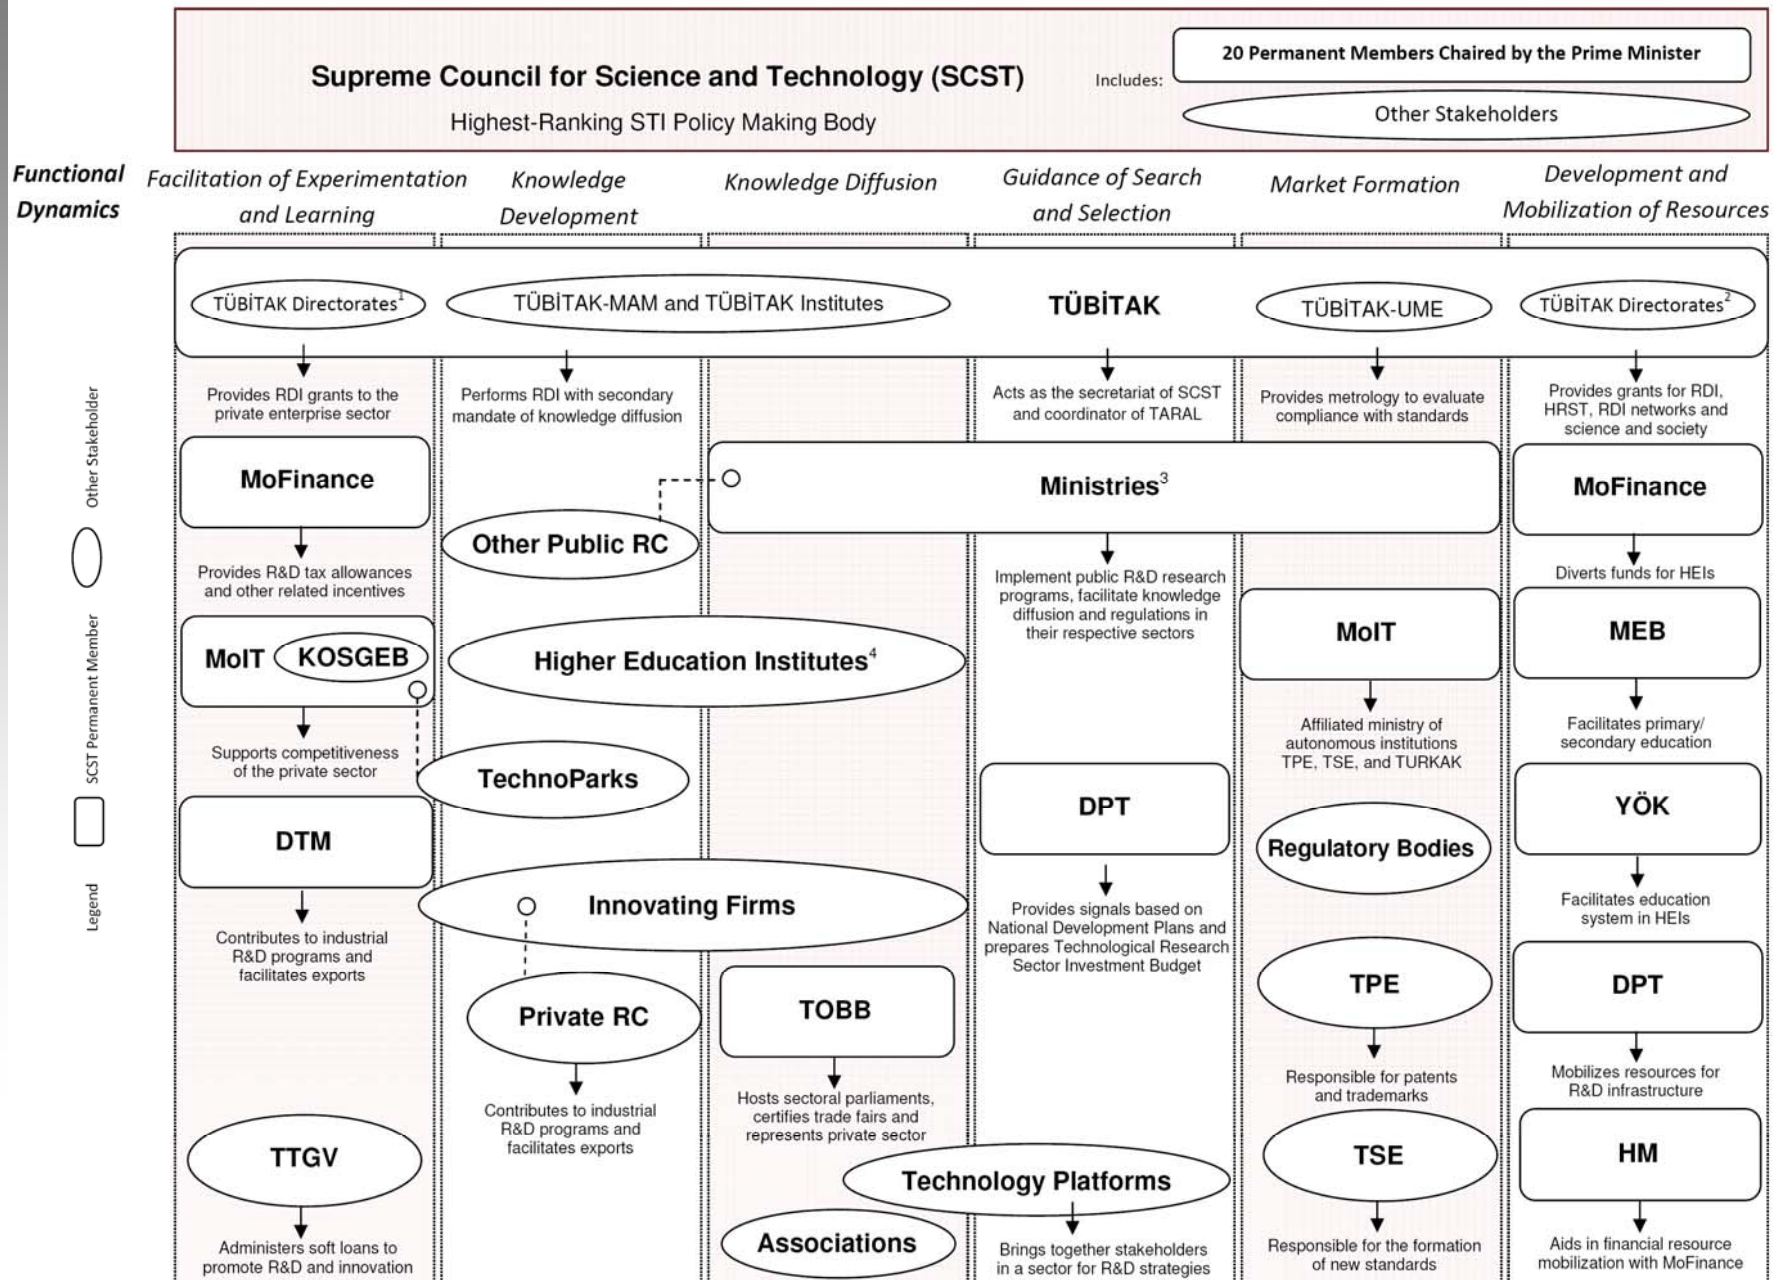 Supreme Council for Science and Technology (SCST)
Highest-Ranking STI Policy Making Body
Includes:
20 Permanent Members Chaired by the Prime Minister
Other Stakeholders
Functional
Dynamics
Facilitation of Experimentation
and Learning
Knowledge
Development
Knowledge Diffusion
Guidance of Search
and Selection
Market Formation
Development and
Mobilization of Resources
TÜBİTAK Directorates1
TÜBİTAK-MAM and TÜBİTAK Institutes
TÜBİTAK
TÜBİTAK-UME
TÜBİTAK Directorates2
Provides RDI grants to the
private enterprise sector
Performs RDI with secondary
mandate of knowledge diffusion
Acts as the secretariat of SCST
and coordinator of TARAL
Provides metrology to evaluate
compliance with standards
Provides grants for RDI,
HRST, RDI networks and
science and society
Other Stakeholder
SCST Permanent Member
Legend
MoFinance
Provides R&D tax allowances
and other related incentives
MoIT
KOSGEB
Supports competitiveness
of the private sector
DTM
Contributes to industrial
R&D programs and
facilitates exports
TTGV
Administers soft loans to
promote R&D and innovation
Other Public RC
Higher Education Institutes4
TechnoParks
Innovating Firms
Private RC
Contributes to industrial
R&D programs and
facilitates exports
TOBB
Hosts sectoral parliaments,
certifies trade fairs and
represents private sector
Technology Platforms
Associations
Brings together stakeholders
in a sector for R&D strategies
Ministries3
Implement public R&D research
programs, facilitate knowledge
diffusion and regulations in
their respective sectors
DPT
Provides signals based on
National Development Plans and
prepares Technological Research
Sector Investment Budget
MoIT
Affiliated ministry of
autonomous institutions
TPE, TSE, and TURKAK
Regulatory Bodies
TPE
Responsible for patents
and trademarks
TSE
Responsible for the formation
of new standards
MoFinance
Diverts funds for HEIs
MEB
Facilitates primary/
secondary education
YÖK
Facilitates education
system in HEIs
DPT
Mobilizes resources for
R&D infrastructure
HM
Aids in financial resource
mobilization with MoFinance